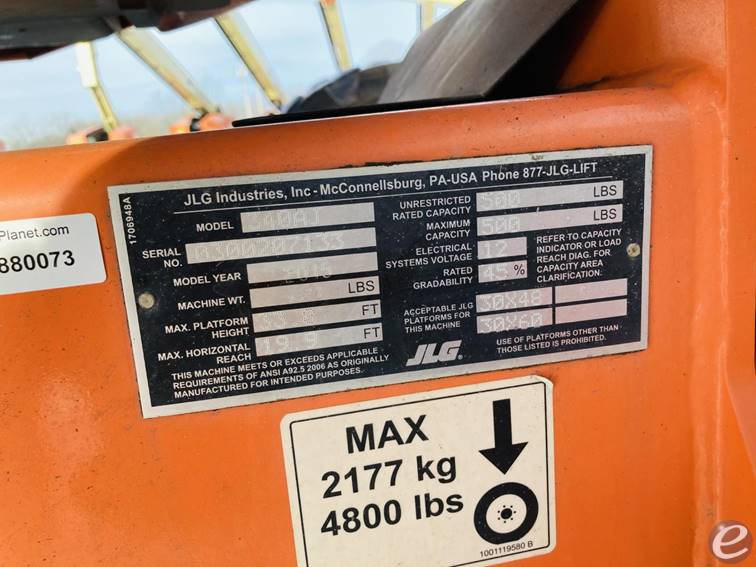 JLG Industries, Inc - McConnellsburg, PA-USA Phone 877-JLG-LIFT
1706948A
MODEL 340AJ
SERIAL NO.
MODEL YEAR
MACHINE WT. LBS
MAX. PLATFORM HEIGHT FT
MAX. HORIZONTAL REACH FT
THIS MACHINE MEETS OR EXCEEDS APPLICABLE
REQUIREMENTS OF ANSI A92.5 2006 AS ORIGINALLY
MANUFACTURED FOR INTENDED PURPOSES.
UNRESTRICTED RATED CAPACITY 500 LBS
MAXIMUM CAPACITY 500 LBS
ELECTRICAL-SYSTEMS VOLTAGE 12
RATED GRADABILITY 45 %
REFER TO CAPACITY
INDICATOR OR LOAD
REACH DIAG. FOR
CAPACITY AREA
CLARIFICATION.
ACCEPTABLE JLG PLATFORMS FOR THIS MACHINE
30X48
30X60
JLG.
USE OF PLATFORMS OTHER THAN
THOSE LISTED IS PROHIBITED.
Planet.com
880073
MAX
2177 kg
4800 lbs
1001119580 B
e